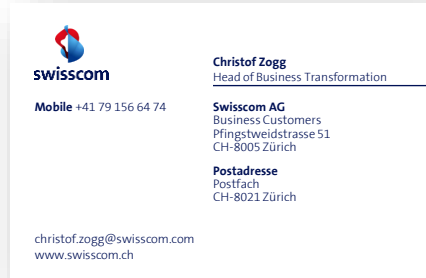 swisscom
Christof Zogg
Head of Business Transformation
Mobile +41 79 156 64 74
Swisscom AG
Business Customers
Pfingstweidstrasse 51
CH-8005 Zürich
Postadresse
Postfach
CH-8021 Zürich
christof.zogg@swisscom.com
www.swisscom.ch